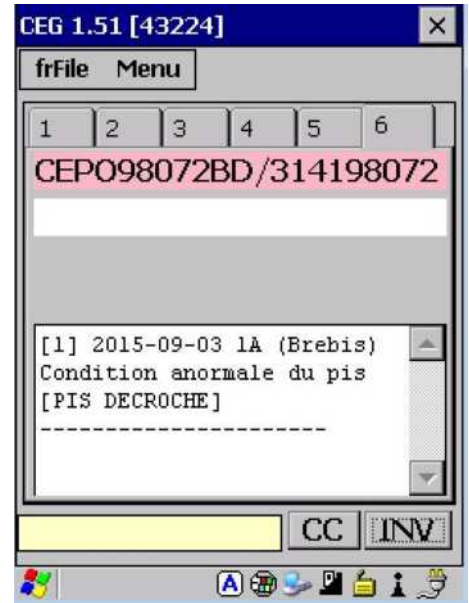 CEG 1.51 [43224]
frFile Menu
1 2 3 4 5 6
CEPO98072BD/314198072
[1] 2015-09-03 1A (Brebis)
Condition anormale du pis
[PIS DECROCHE]
----------------------
CC INV
A